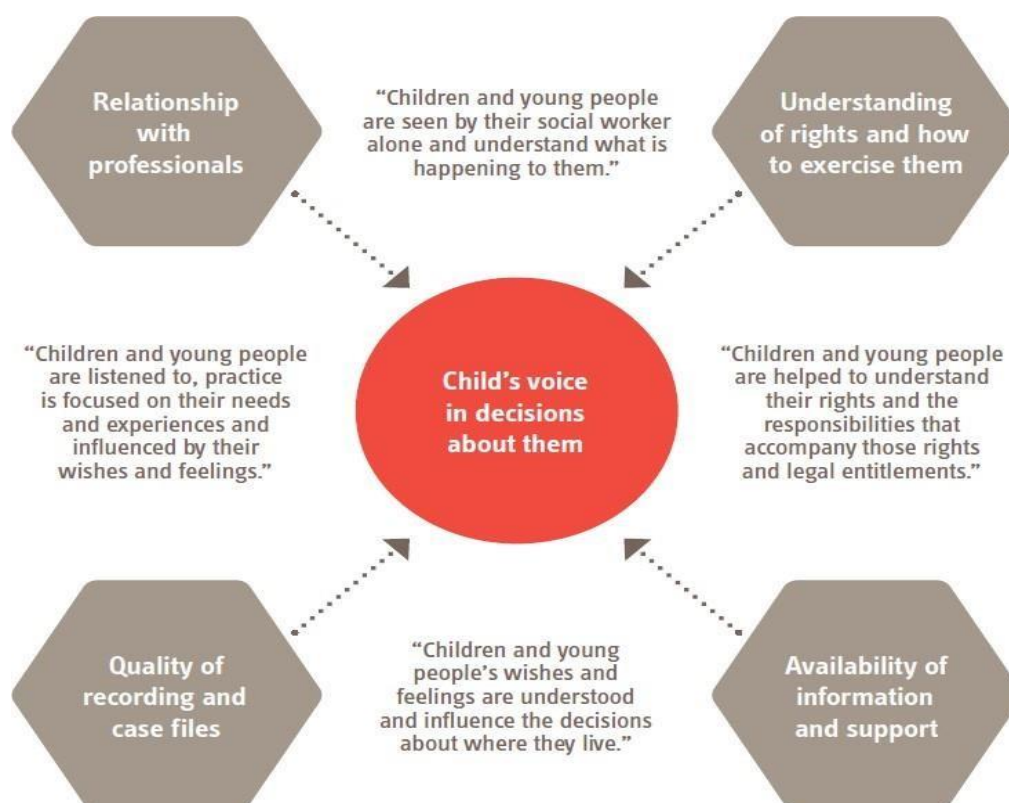 Relationship
with
professionals
“Children and young people
are seen by their social worker
alone and understand what is
happening to them.”
Understanding
of rights and how
to exercise them
“Children and young people
are listened to, practice
is focused on their needs
and experiences and
influenced by their
wishes and feelings.”
Child’s voice
in decisions
about them
“Children and young people
are helped to understand
their rights and the
responsibilities that
accompany those rights
and legal entitlements.”
Quality of
recording and
case files
“Children and young
people’s wishes and
feelings are understood
and influence the decisions
about where they live.”
Availability of
information
and support